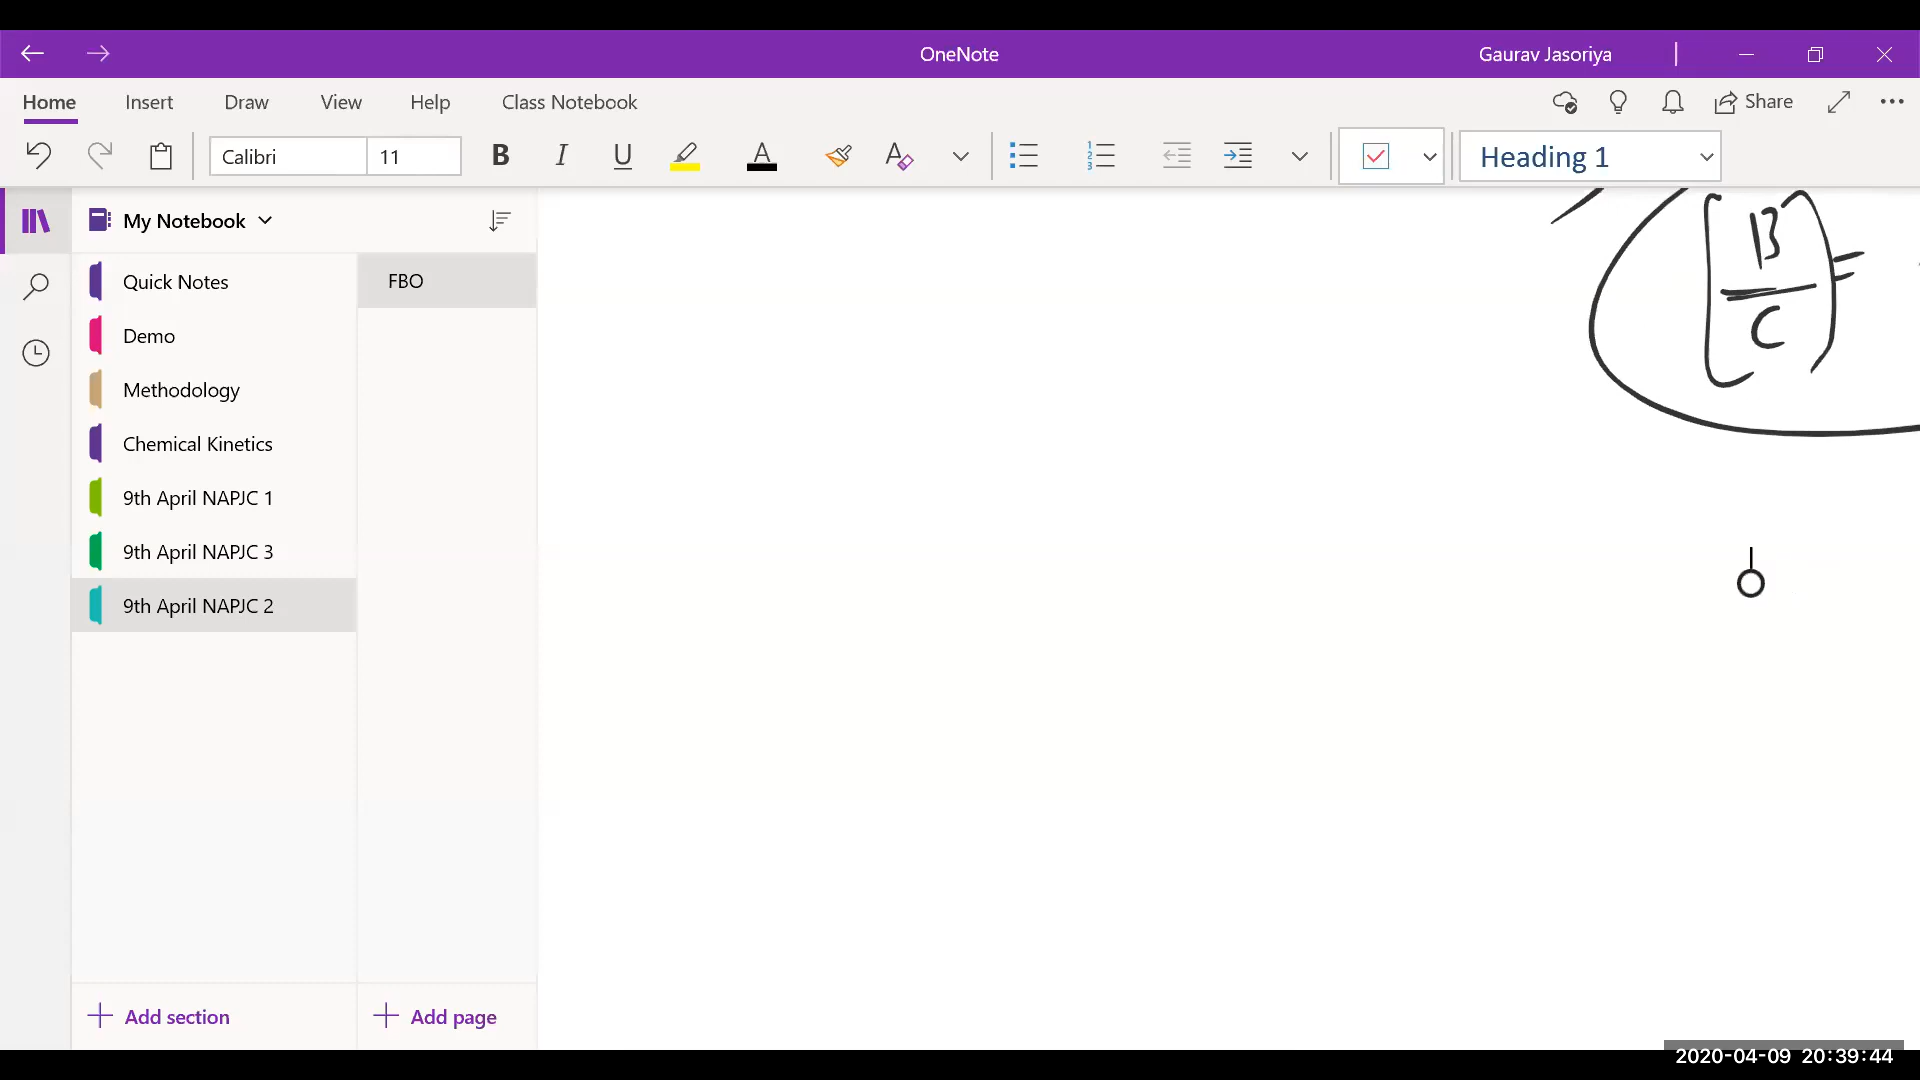 OneNote
Gaurav Jasoriya
Home Insert Draw View Help Class Notebook
Share
Calibri 11 B I U A A Heading 1
My Notebook
Quick Notes
Demo
Methodology
Chemical Kinetics
9th April NAPJC 1
9th April NAPJC 3
9th April NAPJC 2
FBO
B
C
=
Add section
Add page
2020-04-09 20:39:44